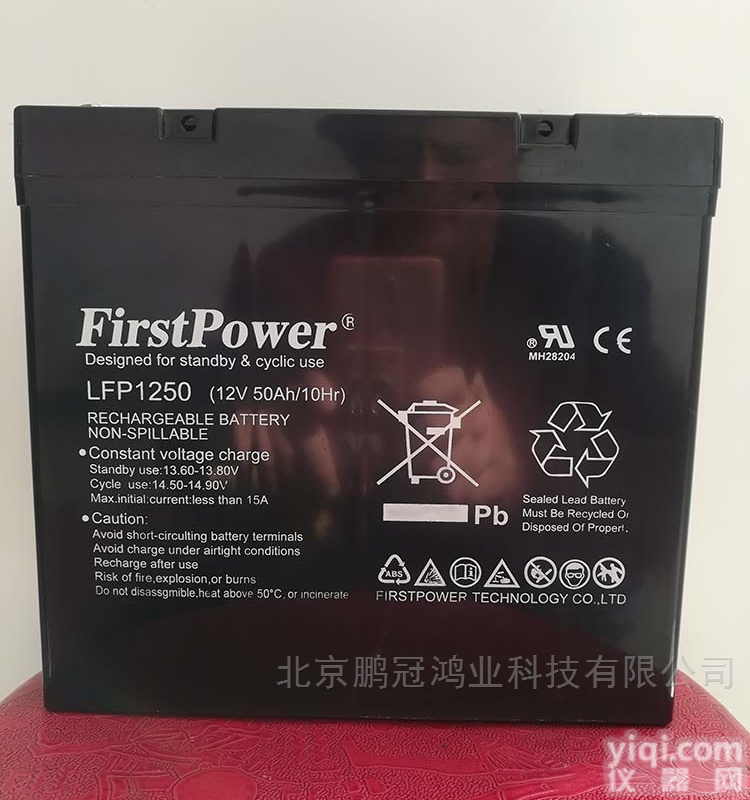 FirstPower®
Designed for standby & cyclic use
LFP1250 (12V 50Ah/10Hr)
RECHARGEABLE BATTERY
NON-SPILLABLE
•Constant voltage charge
Standby use:13.60-13.80V
Cycle use:14.50-14.90V
Max.initial:current:less than 15A
•Caution:
Avoid short-circulting battery terminals
Avoid charge under airtight conditions
Recharge after use
Risk of fire,explosion,or burns
Do not disassgmible,heat above 50°C, or incinerate
® RU CE
MH28204
Pb
Sealed Lead Battery
Must Be Recycled Or
Disposed Of Properl.
ABS
FIRSTPOWER TECHNOLOGY CO.,LTD
北京鹏冠鸿业科技有限公司
yiqi.com
仪器网